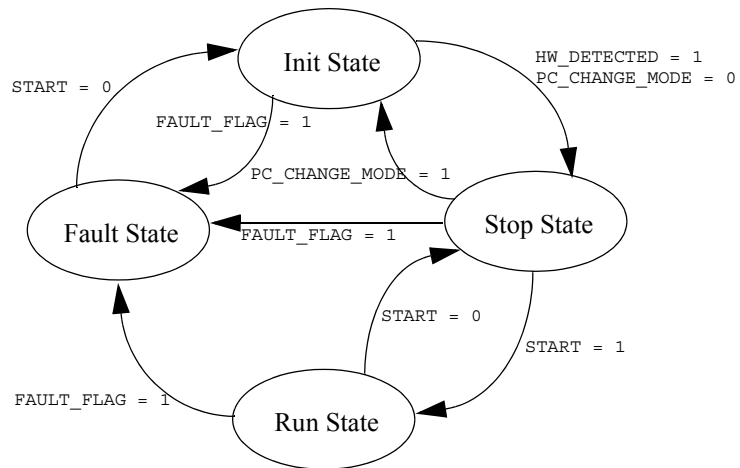 Init State
HW_DETECTED = 1
PC_CHANGE_MODE = 0
START = 0
FAULT_FLAG = 1
PC_CHANGE_MODE = 1
Fault State
Stop State
FAULT_FLAG = 1
START = 0
START = 1
FAULT_FLAG = 1
Run State